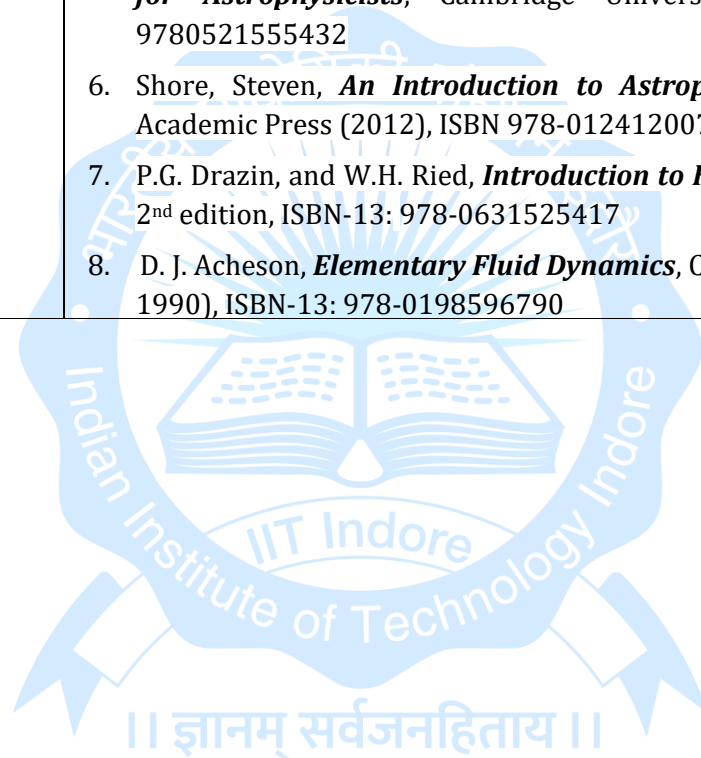 for Astrophysicists, Cambridge Univers
9780521555432
6. Shore, Steven, An Introduction to Astrop
Academic Press (2012), ISBN 978-012412007
7. P.G. Drazin, and W.H. Ried, Introduction to
2nd edition, ISBN-13: 978-0631525417
8. D. J. Acheson, Elementary Fluid Dynamics, O
1990), ISBN-13: 978-0198596790
Indian Institute of Technology Indore
IIT Indore
।। ज्ञानम् सर्वजनहिताय ।।